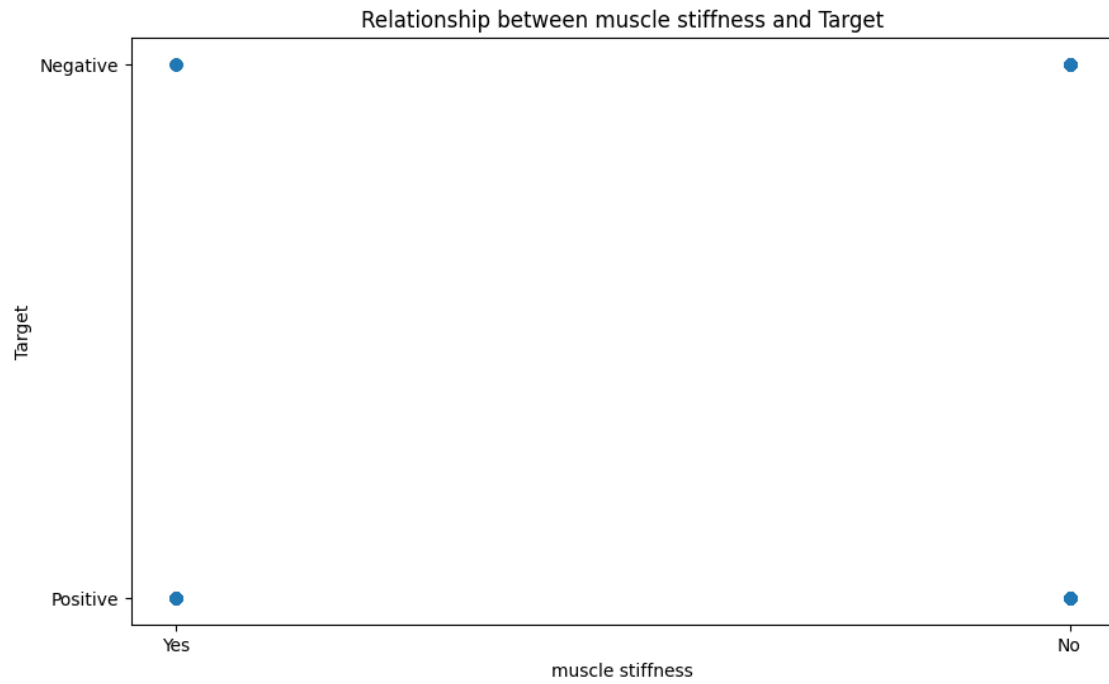 Relationship between muscle stiffness and Target
Negative
Target
Positive
Yes
No
muscle stiffness